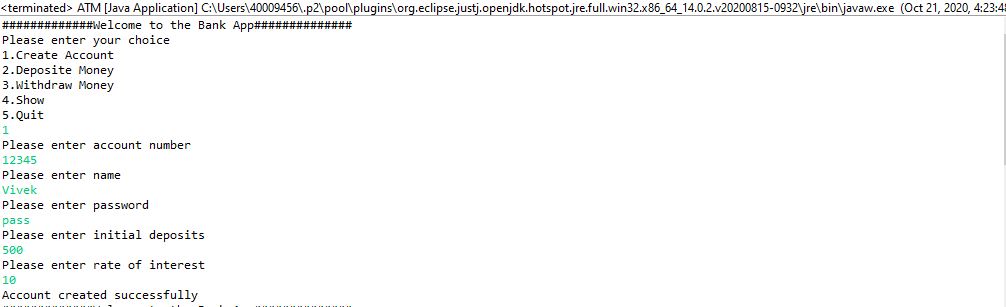 <terminated> ATM [Java Application] C:\Users\40009456\.p2\pool\plugins\org.eclipse.justj.openjdk.hotspot.jre.full.win32.x86_64_14.0.2.v20200815-0932\jre\bin\javaw.exe (Oct 21, 2020, 4:23:48
#############Welcome to the Bank App##############
Please enter your choice
1.Create Account
2.Deposite Money
3.Withdraw Money
4.Show
5.Quit
1
Please enter account number
12345
Please enter name
Vivek
Please enter password
pass
Please enter initial deposits
500
Please enter rate of interest
10
Account created successfully